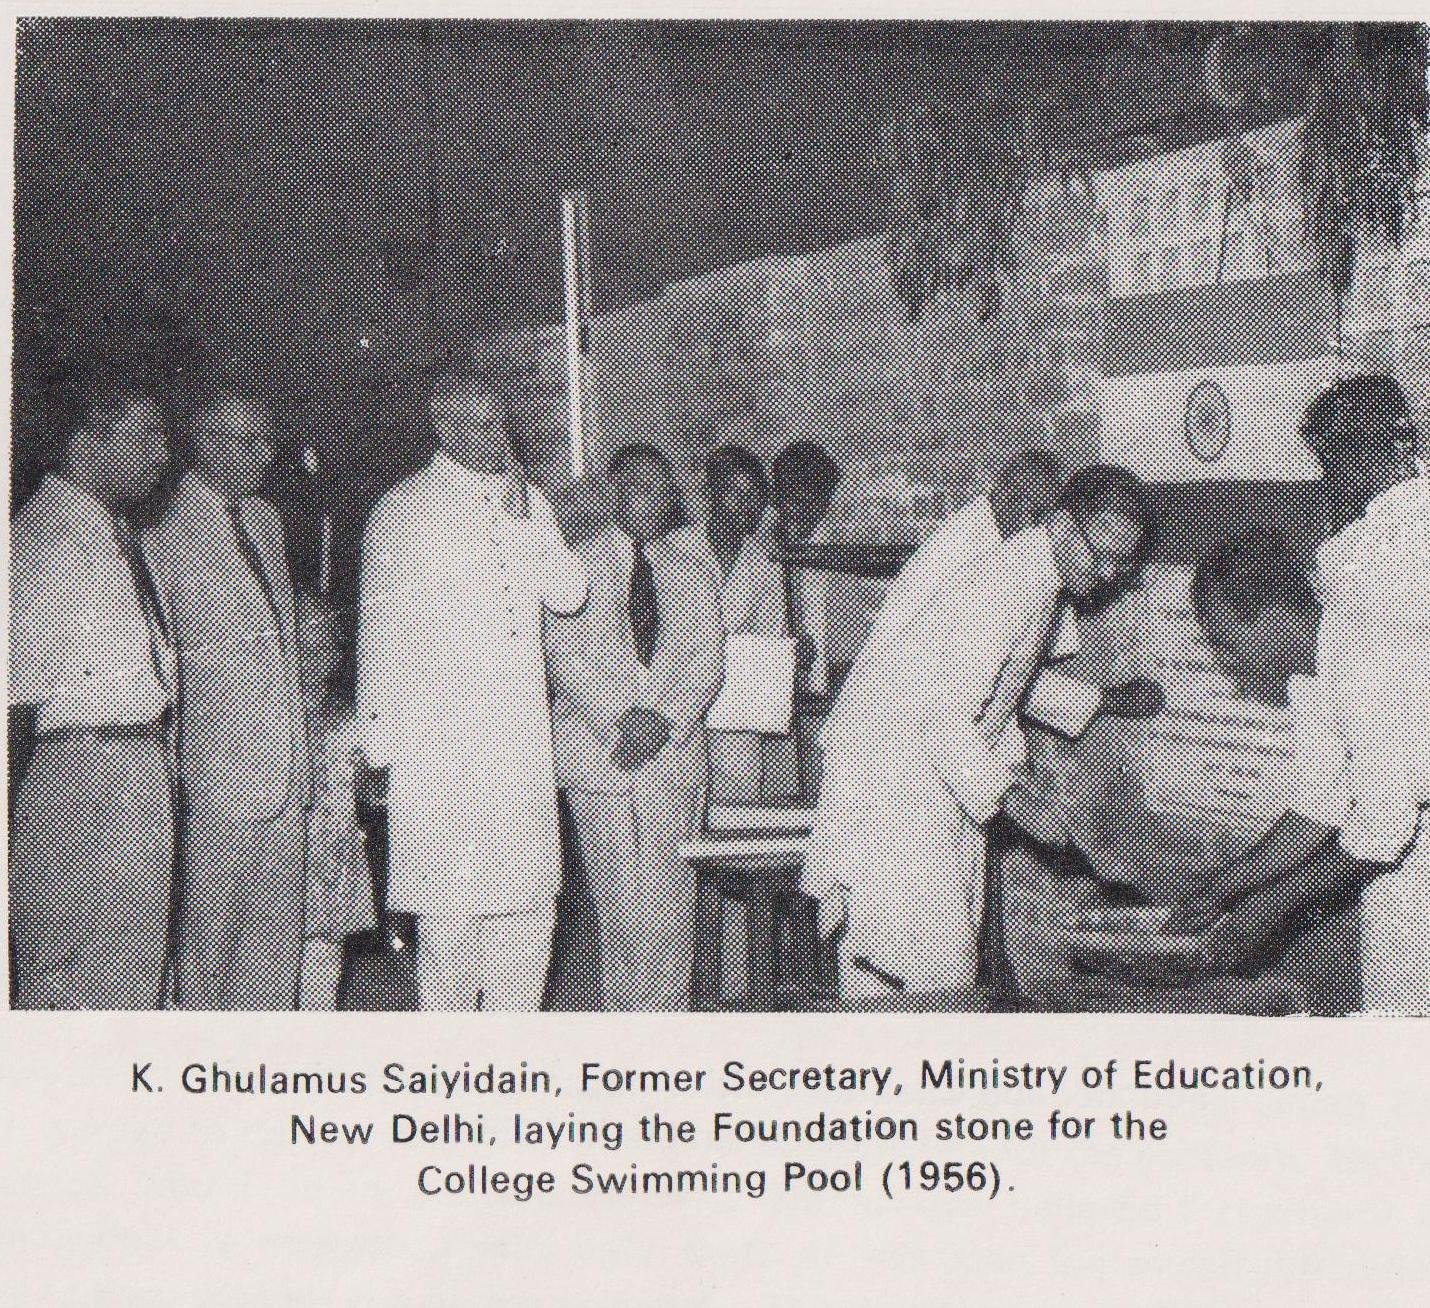 K. Ghulamus Saiyidain, Former Secretary, Ministry of Education,
New Delhi, laying the Foundation stone for the
College Swimming Pool (1956).